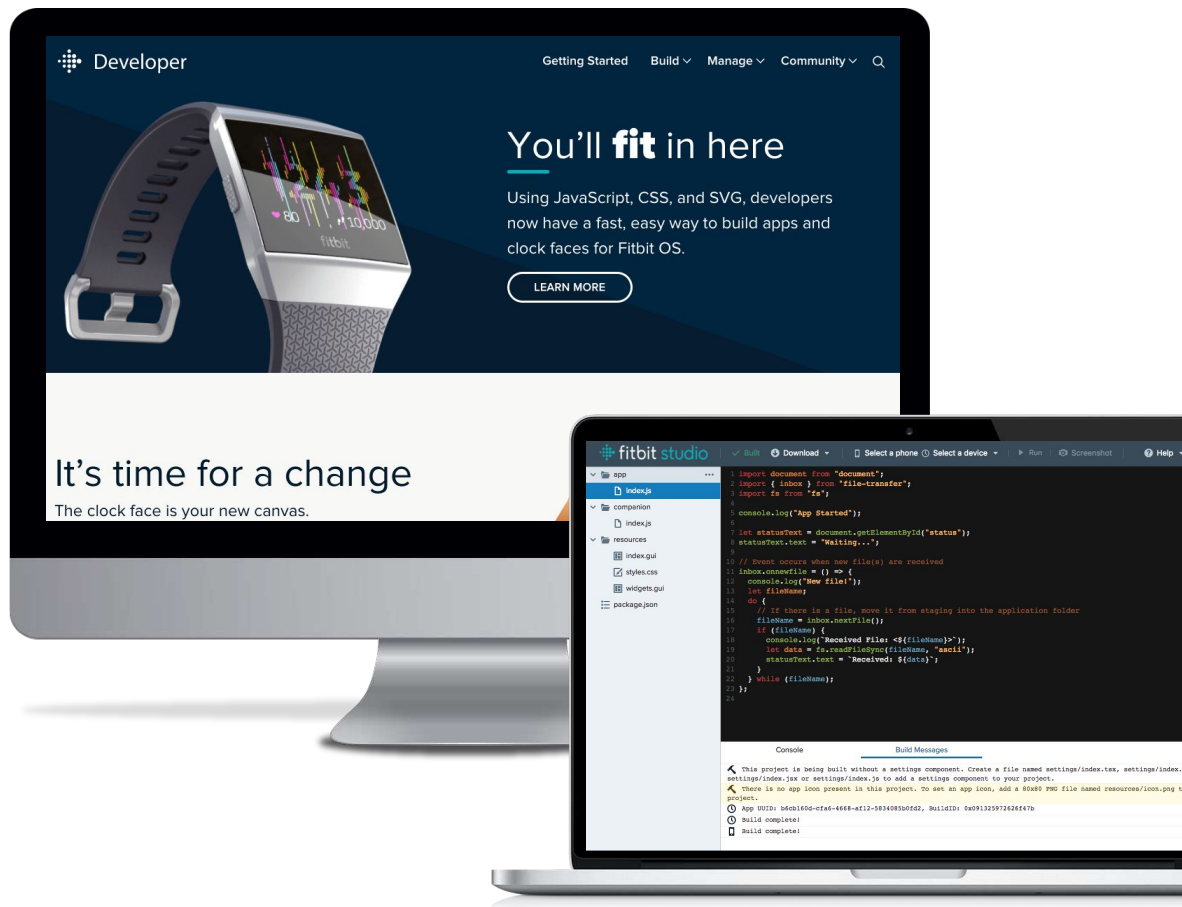 Developer
Getting Started Build Manage Community
You'll fit in here
Using JavaScript, CSS, and SVG, developers
now have a fast, easy way to build apps and
clock faces for Fitbit OS.
LEARN MORE
80 10,000
fitbit
It's time for a change
The clock face is your new canvas.
fitbit studio Built Download Select a phone Select a device Run Screenshot Help
app
index.js
companion
index.js
resources
index.gui
styles.css
widgets.gui
package.json
1 import document from "document";
2 import { inbox } from "file-transfer";
3 import fs from "fs";
4
5 console.log("App Started");
6
7 let statusText = document.getElementById("status");
8 statusText.text = "Waiting...";
9
10 // Event occurs when new file(s) are received
11 inbox.onnewfile = () => {
12 console.log("New file!");
13 let fileName;
14 do {
15 // If there is a file, move it from staging into the application folder
16 fileName = inbox.nextFile();
17 if (fileName) {
18 console.log(`Received File: <${fileName}>`);
19 let data = fs.readFileSync(fileName, "ascii");
20 statusText.text = `Received: ${data}`;
21 }
22 } while (fileName);
23 };
24
Console Build Messages
This project is being built without a settings component. Create a file named settings/index.tsx, settings/index.
settings/index.jsx or settings/index.js to add a settings component to your project.
There is no app icon present in this project. To set an app icon, add a 80x80 PNG file named resources/icon.png t
project.
App UUID: b6cb160d-cfa6-4668-af12-5834085b0fd2, BuildID: 0x091325972626f47b
Build complete!
Build complete!